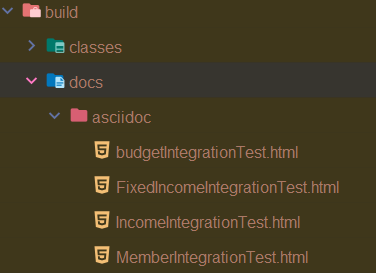 build
classes
docs
asciidoc
budgetIntegrationTest.html
FixedIncomeIntegrationTest.html
IncomeIntegrationTest.html
MemberIntegrationTest.html